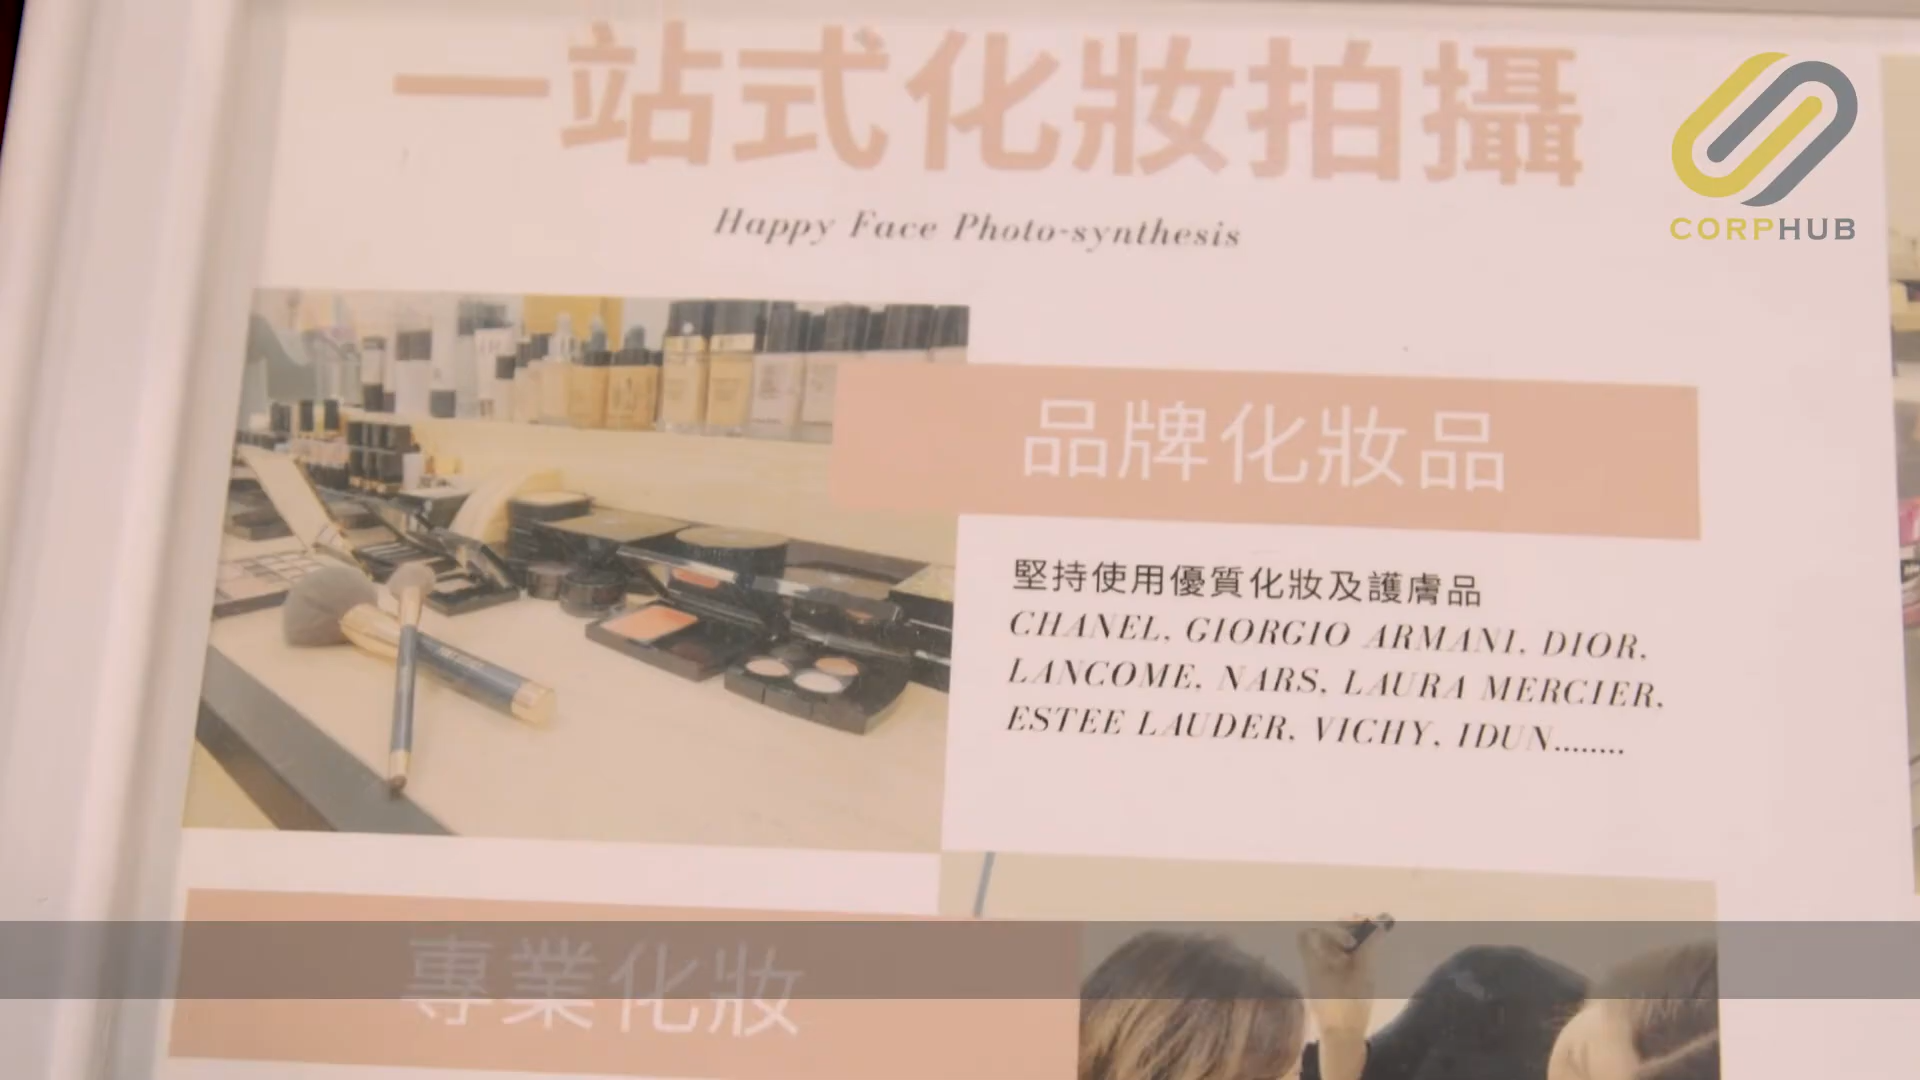 一站式化妝拍攝
CORPHUB
Happy Face Photo-synthesis
品牌化妝品
堅持使用優質化妝及護膚品
CHANEL, GIORGIO ARMANI, DIOR,
LANCOME, NARS, LAURA MERCIER,
ESTEE LAUDER, VICHY, IDUN........
專業化妝